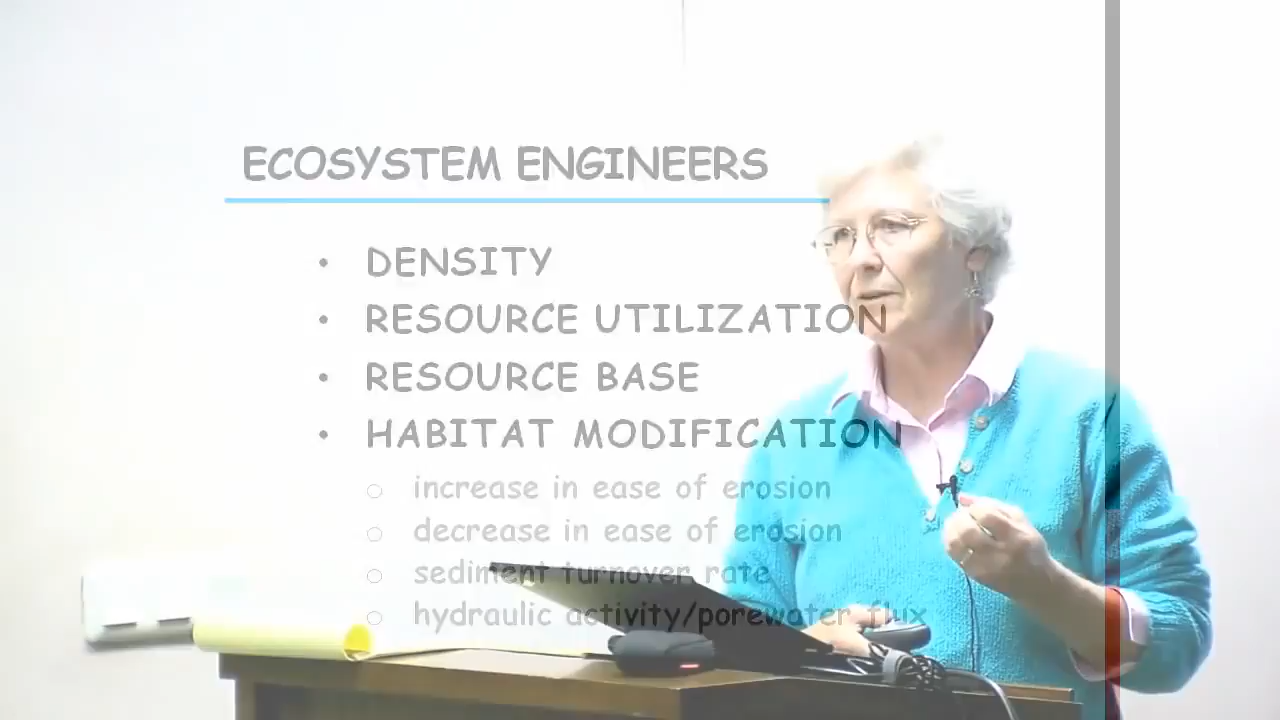 ECOSYSTEM ENGINEERS
• DENSITY
• RESOURCE UTILIZATION
• RESOURCE BASE
• HABITAT MODIFICATION
○ increase in ease of erosion
○ decrease in ease of erosion
○ sediment turnover rate
○ hydraulic activity/porewater flux